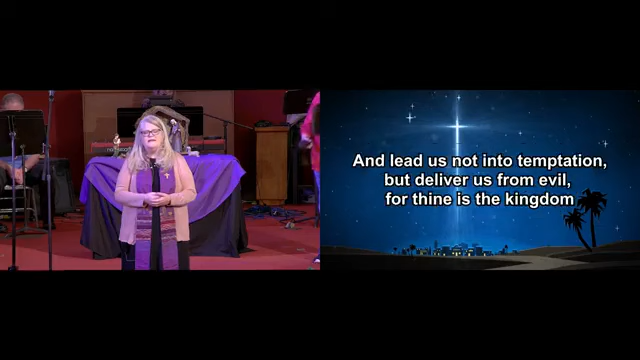 And lead us not into temptation,
but deliver us from evil,
for thine is the kingdom